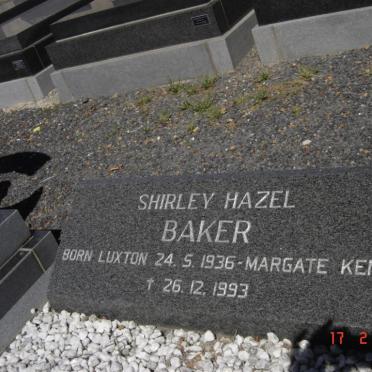 SHIRLEY HAZEL
BAKER
BORN LUXTON 24. 5. 1936 - MARGATE KEN
† 26. 12. 1993
17 2